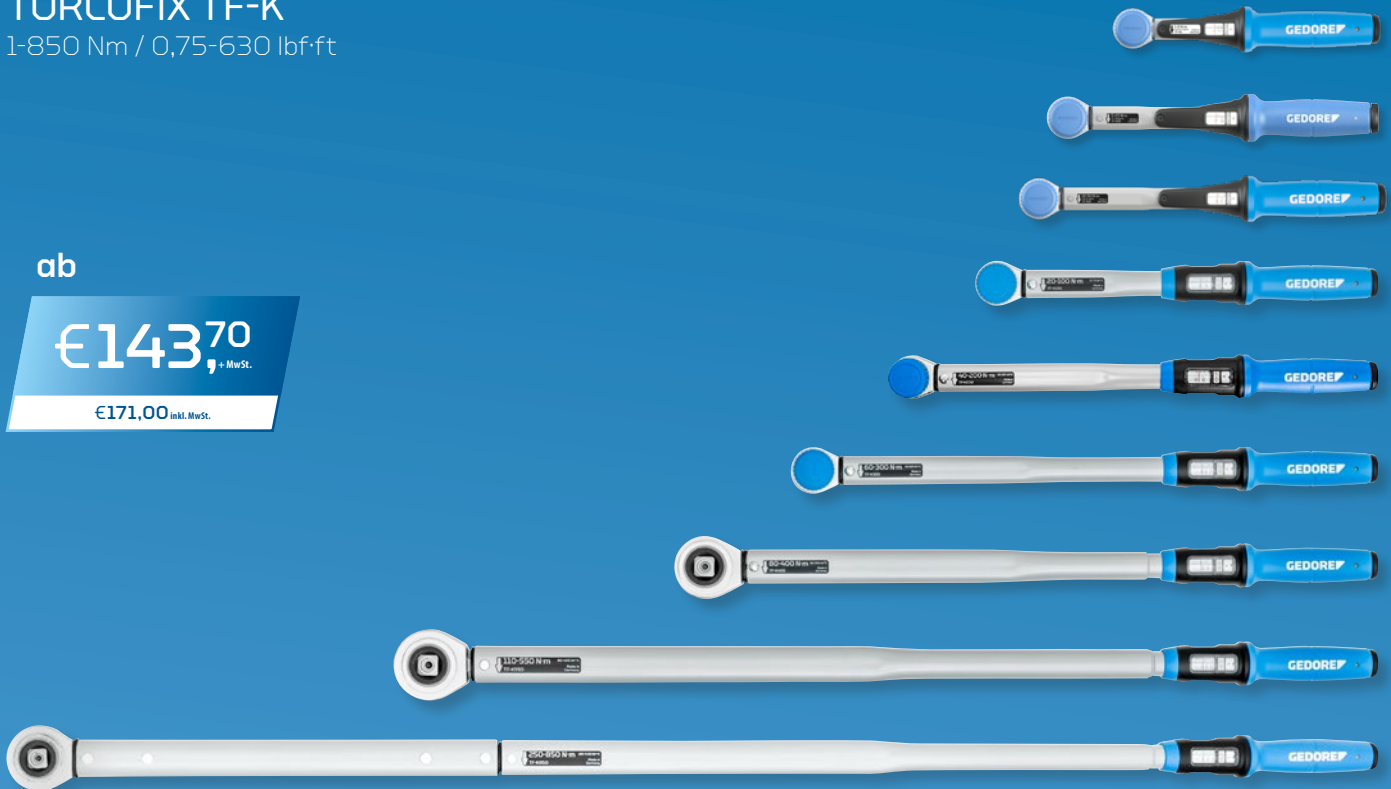 TORCOFIX TF-K
1-850 Nm / 0,75-630 lbf·ft
GEDORE
GEDORE
GEDORE
ab
€143,70
+ MwSt.
€171,00 inkl. MwSt.
20-100 N·m
GEDORE
40-200 N·m
GEDORE
60-300 N·m
GEDORE
80-400 N·m
GEDORE
110-550 N·m
GEDORE
250-850 N·m
GEDORE